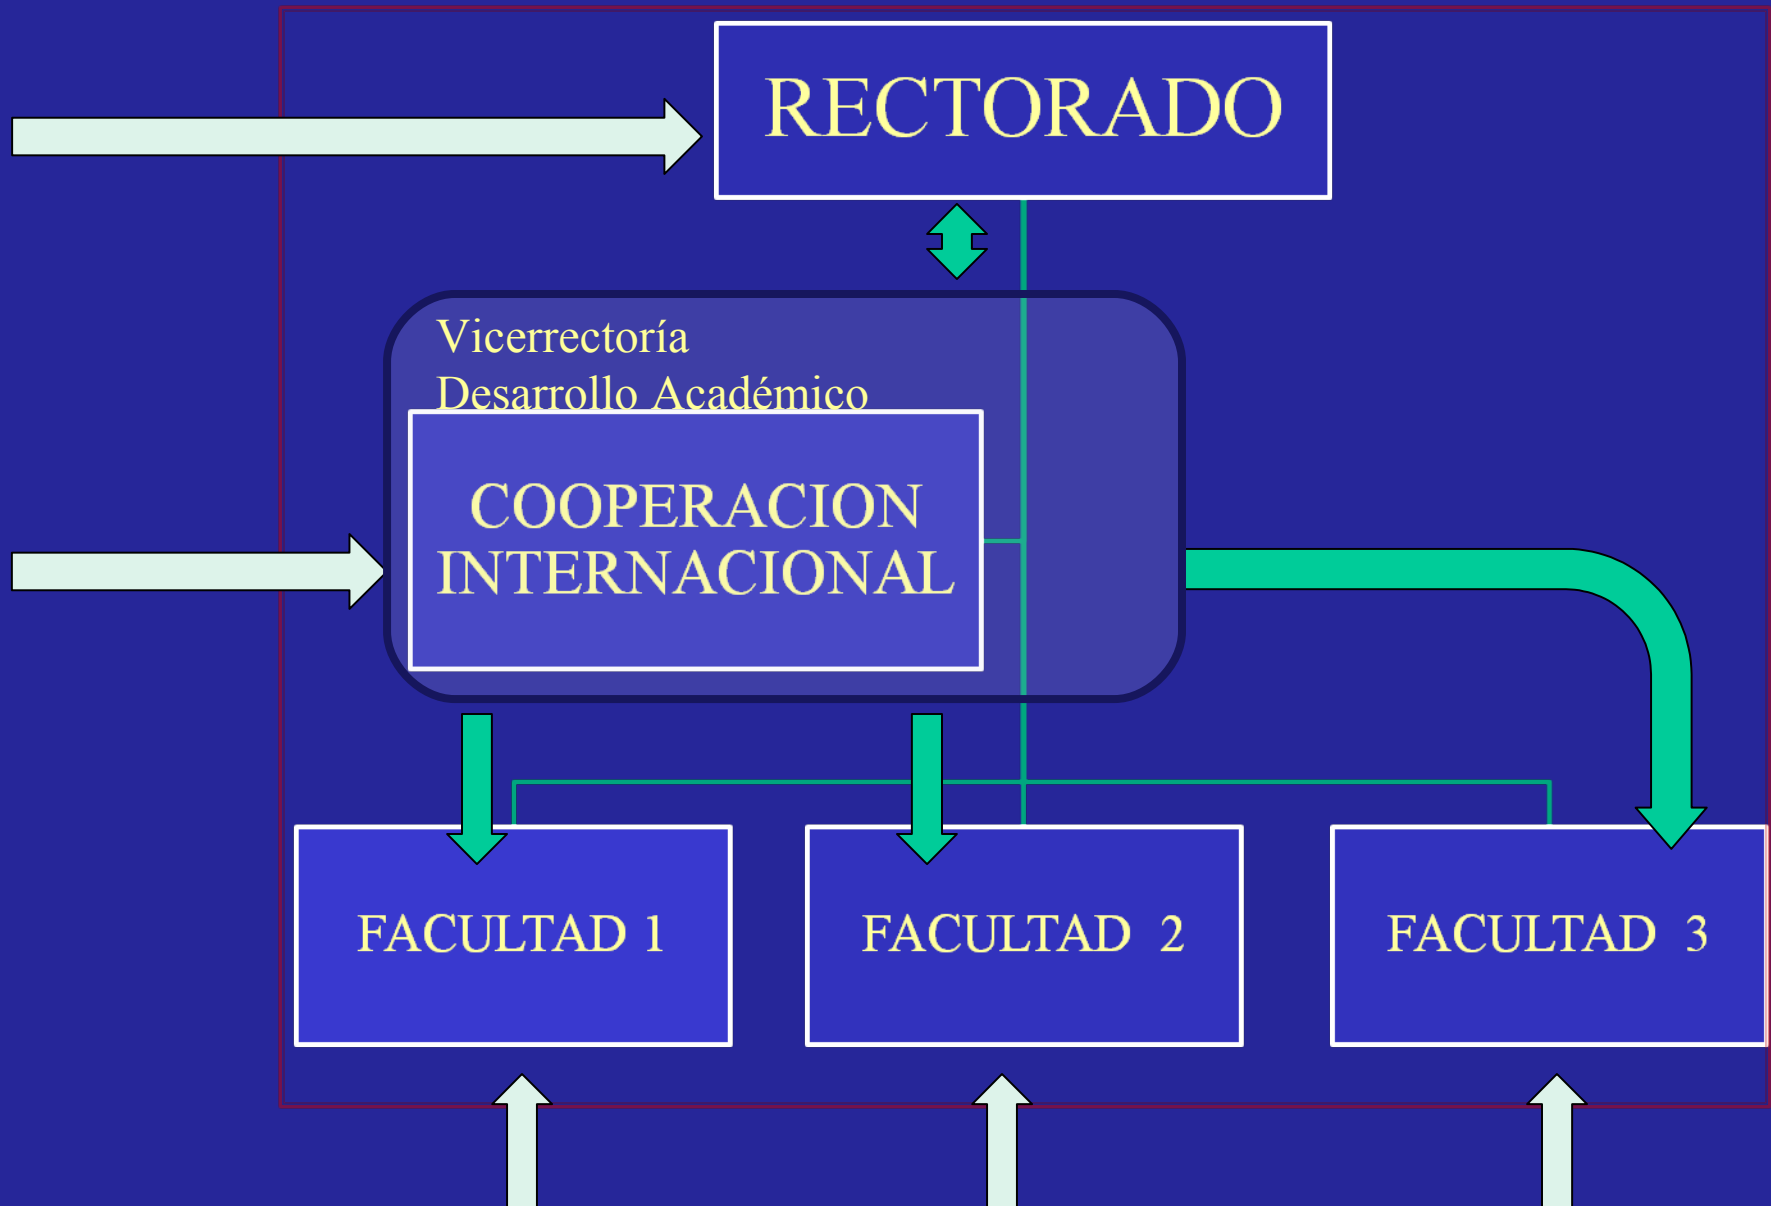 RECTORADO
Vicerrectoría
Desarrollo Académico
COOPERACION
INTERNACIONAL
FACULTAD 1
FACULTAD 2
FACULTAD 3